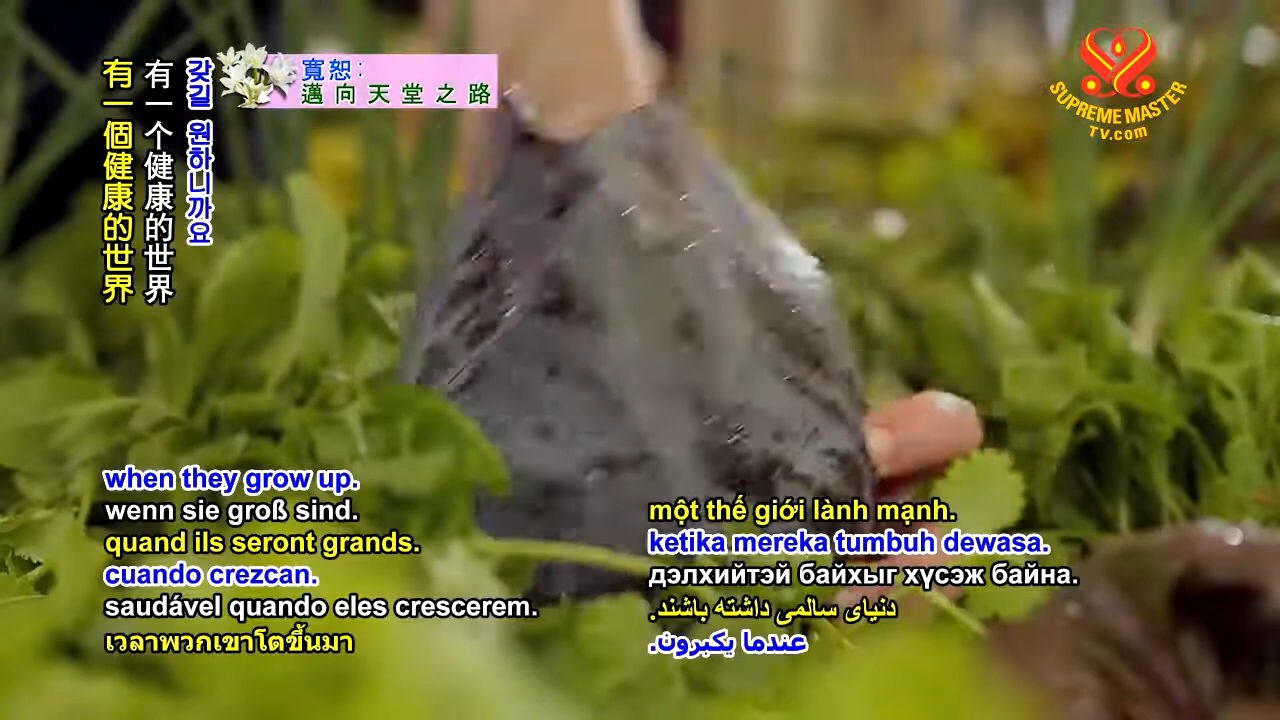 갖길 원하니까요
有一个健康的世界
有一個健康的世界
寬恕:
邁向天堂之路
SUPREME MASTER
TV.com
when they grow up.
wenn sie groß sind.
quand ils seront grands.
cuando crezcan.
saudável quando eles crescerem.
เวลาพวกเขาโตขึ้นมา
một thế giới lành mạnh.
ketika mereka tumbuh dewasa.
дэлхийтэй байхыг хүсэж байна.
دنیای سالمی داشته باشند.
عندما يكبرون.